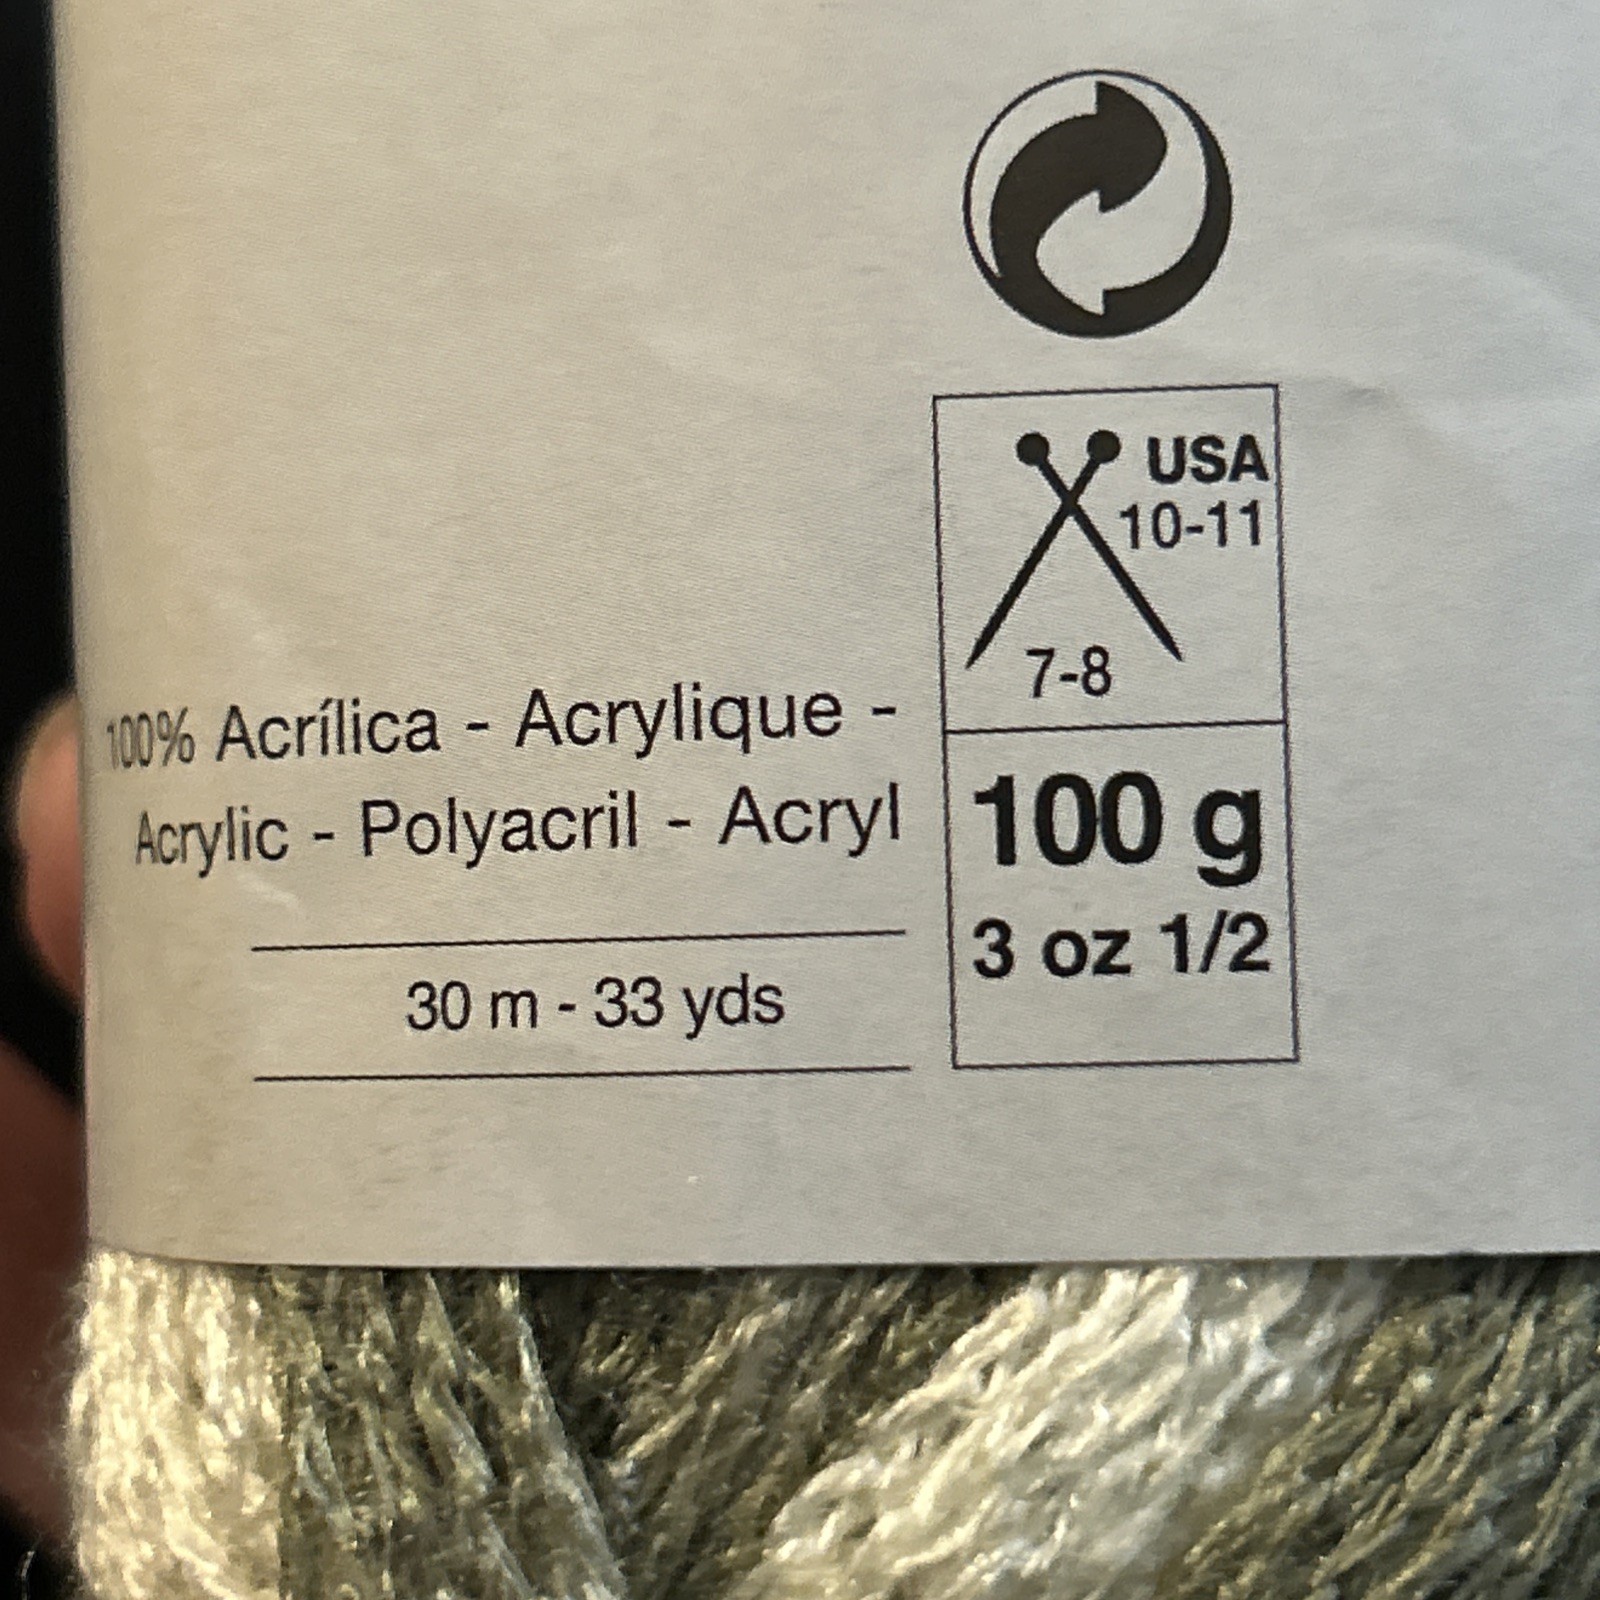 USA
10-11
7-8
100% Acrílica - Acrylique -
Acrylic - Polyacril - Acryl
30 m - 33 yds
100 g
3 oz 1/2